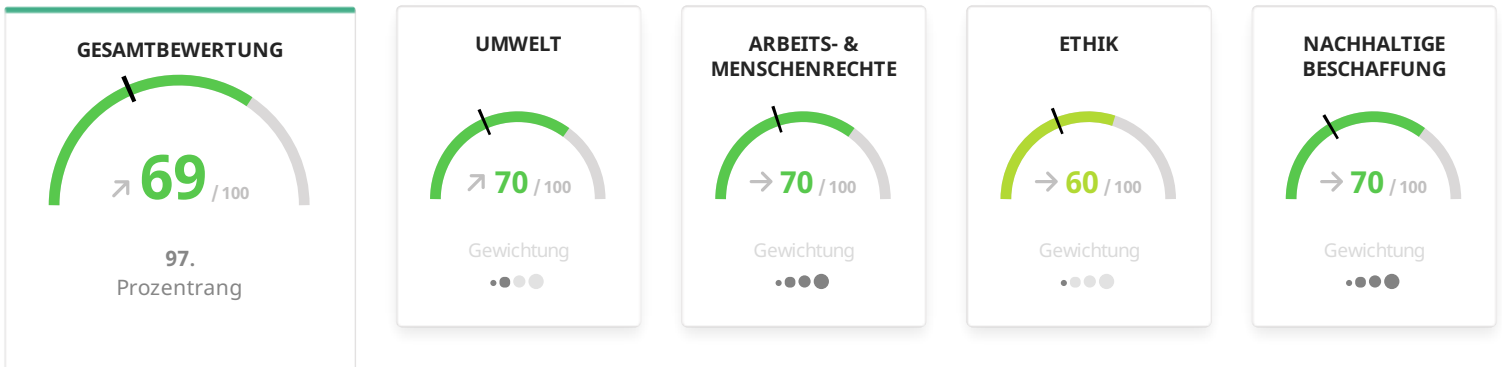 GESAMTBEWERTUNG
69 / 100
97.
Prozentrang
UMWELT
70 / 100
Gewichtung
ARBEITS- &
MENSCHENRECHTE
70 / 100
Gewichtung
ETHIK
60 / 100
Gewichtung
NACHHALTIGE
BESCHAFFUNG
70 / 100
Gewichtung